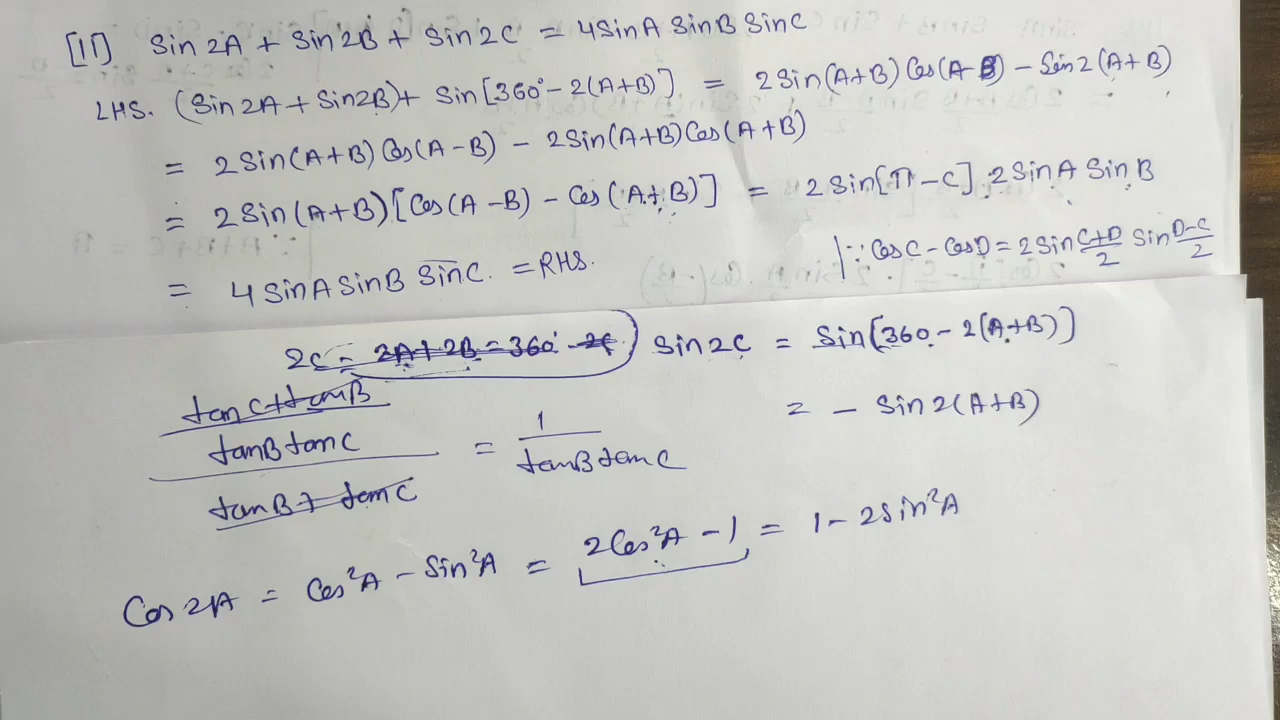 [11] Sin 2A + Sin 2B + Sin 2C = 4 Sin A Sin B Sin C
LHS. (Sin 2A + Sin 2B) + Sin [360° - 2(A+B)] = 2 Sin(A+B) Cos(A-B) - Sin 2(A+B)
= 2 Sin(A+B) Cos(A-B) - 2 Sin(A+B) Cos(A+B)
= 2 Sin(A+B) [Cos(A-B) - Cos(A+B)] = 2 Sin[π-C] . 2 Sin A Sin B
|∵ Cos C - Cos D = 2 Sin (C+D)/2 Sin (D-C)/2
= 4 Sin A Sin B Sin C. = RHS.
2C = 2A + 2B = 360° - 2C) Sin 2C = Sin [360 - 2(A+B)]
= - Sin 2(A+B)
tan C + tan B
tan B tan C = 1/tan B tan C
tan B + tan C
Cos 2A = Cos²A - Sin²A = 2 Cos²A - 1 = 1 - 2 Sin²A